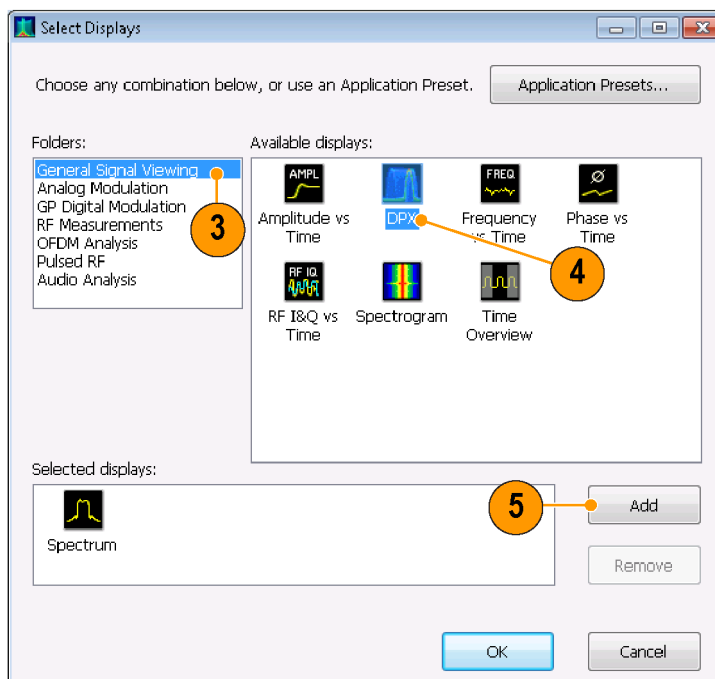 Select Displays
Choose any combination below, or use an Application Preset.
Application Presets...
Folders:
General Signal Viewing
Analog Modulation
GP Digital Modulation
RF Measurements
OFDM Analysis
Pulsed RF
Audio Analysis
3
Available displays:
AMPL
Amplitude vs
Time
DPX
FREQ
Frequency
vs Time
Ø
Phase vs
Time
4
RF IQ
RF I&Q vs
Time
Spectrogram
Time
Overview
Selected displays:
Spectrum
5
Add
Remove
OK
Cancel